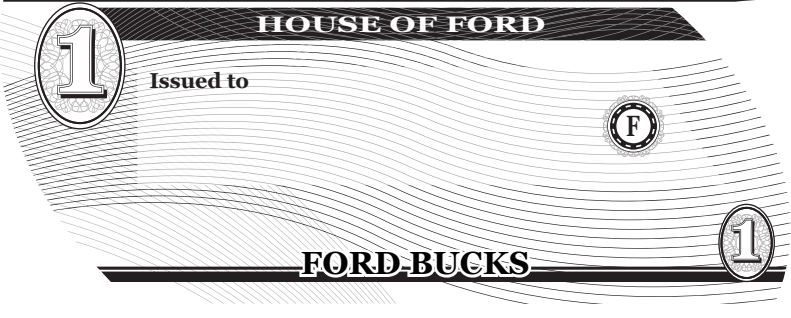 HOUSE OF FORD
1
Issued to
F
1
FORD BUCKS